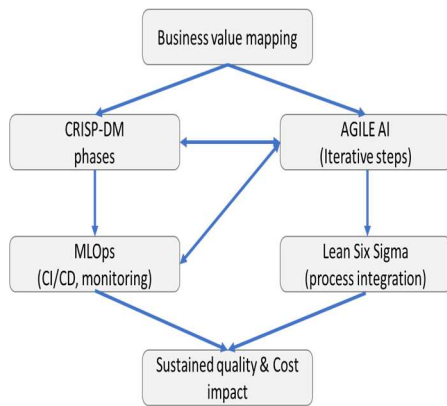 Business value mapping
CRISP-DM
phases
AGILE AI
(Iterative steps)
MLOps
(CI/CD, monitoring)
Lean Six Sigma
(process integration)
Sustained quality & Cost
impact